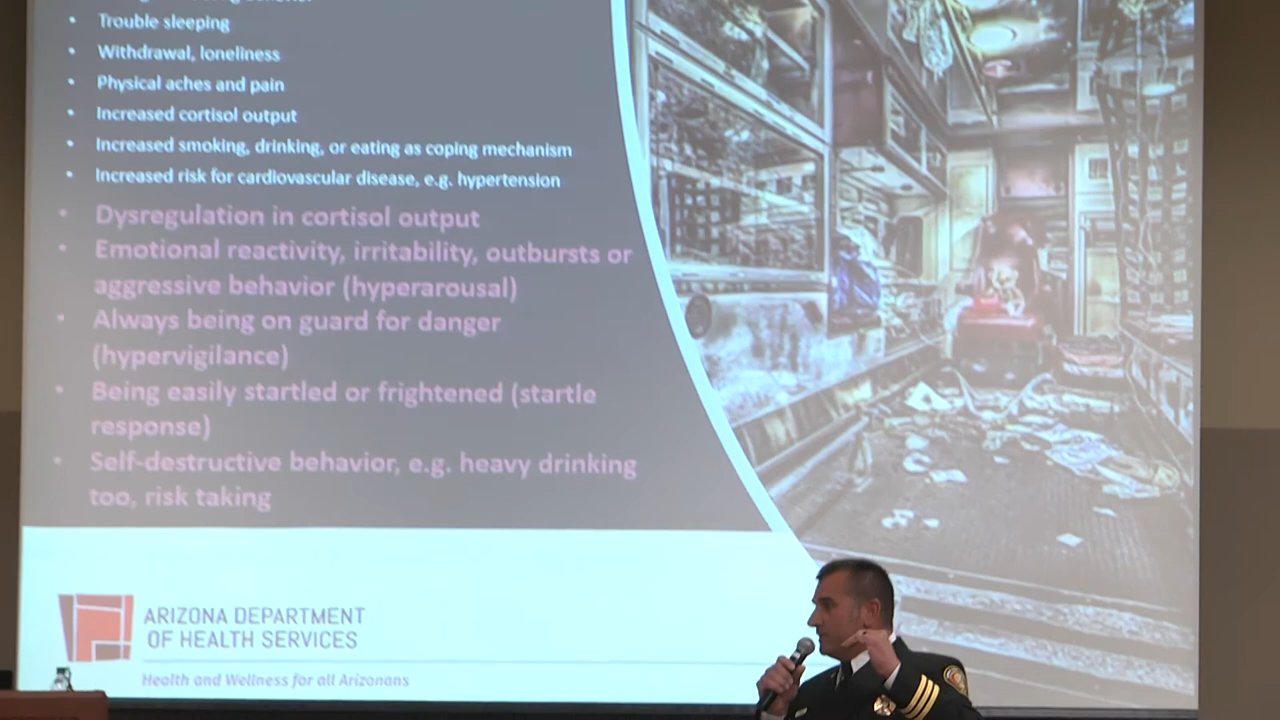 • Trouble sleeping
• Withdrawal, loneliness
• Physical aches and pain
• Increased cortisol output
• Increased smoking, drinking, or eating as coping mechanism
• Increased risk for cardiovascular disease, e.g. hypertension
• Dysregulation in cortisol output
• Emotional reactivity, irritability, outbursts or
aggressive behavior (hyperarousal)
• Always being on guard for danger
(hypervigilance)
• Being easily startled or frightened (startle
response)
• Self-destructive behavior, e.g. heavy drinking
too, risk taking
ARIZONA DEPARTMENT
OF HEALTH SERVICES
Health and Wellness for all Arizonans